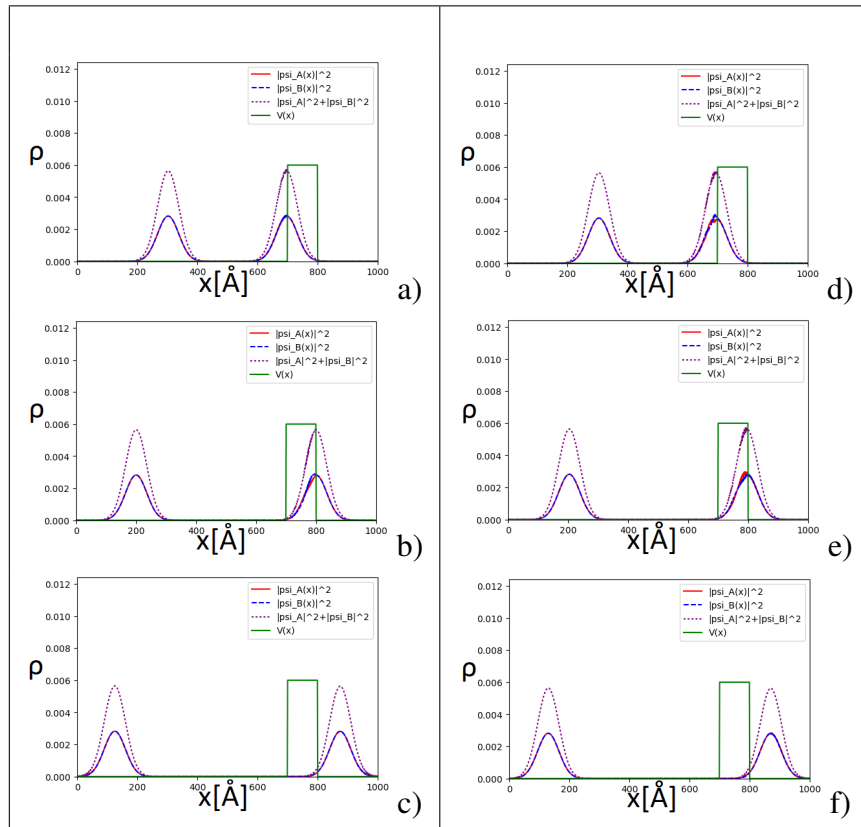 0.012
0.010
0.008
0.006
0.004
0.002
0.000
ρ
|psi_A(x)|^2
|psi_B(x)|^2
|psi_A|^2+|psi_B|^2
V(x)
0 200 400 600 800 1000
x[Å]
a)
0.012
0.010
0.008
0.006
0.004
0.002
0.000
ρ
|psi_A(x)|^2
|psi_B(x)|^2
|psi_A|^2+|psi_B|^2
V(x)
0 200 400 600 800 1000
x[Å]
b)
0.012
0.010
0.008
0.006
0.004
0.002
0.000
ρ
|psi_A(x)|^2
|psi_B(x)|^2
|psi_A|^2+|psi_B|^2
V(x)
0 200 400 600 800 1000
x[Å]
c)
0.012
0.010
0.008
0.006
0.004
0.002
0.000
ρ
|psi_A(x)|^2
|psi_B(x)|^2
|psi_A|^2+|psi_B|^2
V(x)
0 200 400 600 800 1000
x[Å]
d)
0.012
0.010
0.008
0.006
0.004
0.002
0.000
ρ
|psi_A(x)|^2
|psi_B(x)|^2
|psi_A|^2+|psi_B|^2
V(x)
0 200 400 600 800 1000
x[Å]
e)
0.012
0.010
0.008
0.006
0.004
0.002
0.000
ρ
|psi_A(x)|^2
|psi_B(x)|^2
|psi_A|^2+|psi_B|^2
V(x)
0 200 400 600 800 1000
x[Å]
f)